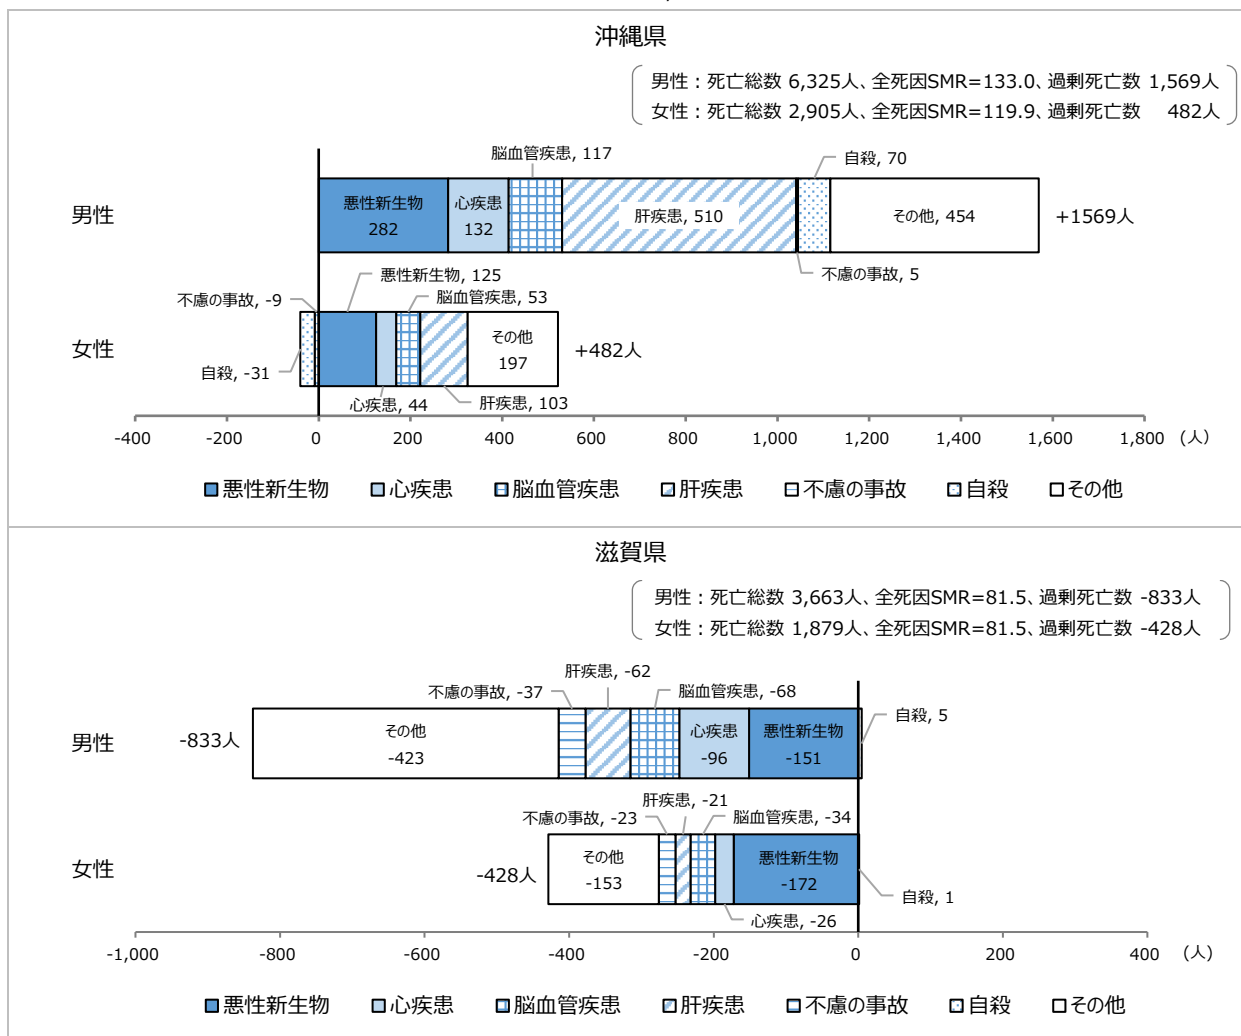 沖縄県
男性：死亡総数 6,325人、全死因SMR=133.0、過剰死亡数 1,569人
女性：死亡総数 2,905人、全死因SMR=119.9、過剰死亡数 482人
脳血管疾患, 117
自殺, 70
男性
悪性新生物
282
心疾患
132
肝疾患, 510
その他, 454
+1569人
不慮の事故, 5
悪性新生物, 125
不慮の事故, -9
脳血管疾患, 53
女性
その他
197
+482人
自殺, -31
心疾患, 44
肝疾患, 103
-400 -200 0 200 400 600 800 1,000 1,200 1,400 1,600 1,800 （人）
悪性新生物 心疾患 脳血管疾患 肝疾患 不慮の事故 自殺 その他
滋賀県
男性：死亡総数 3,663人、全死因SMR=81.5、過剰死亡数 -833人
女性：死亡総数 1,879人、全死因SMR=81.5、過剰死亡数 -428人
肝疾患, -62
不慮の事故, -37
脳血管疾患, -68
自殺, 5
男性
-833人
その他
-423
心疾患
-96
悪性新生物
-151
肝疾患, -21
不慮の事故, -23
脳血管疾患, -34
女性
-428人
その他
-153
悪性新生物
-172
自殺, 1
心疾患, -26
-1,000 -800 -600 -400 -200 0 200 400 （人）
悪性新生物 心疾患 脳血管疾患 肝疾患 不慮の事故 自殺 その他